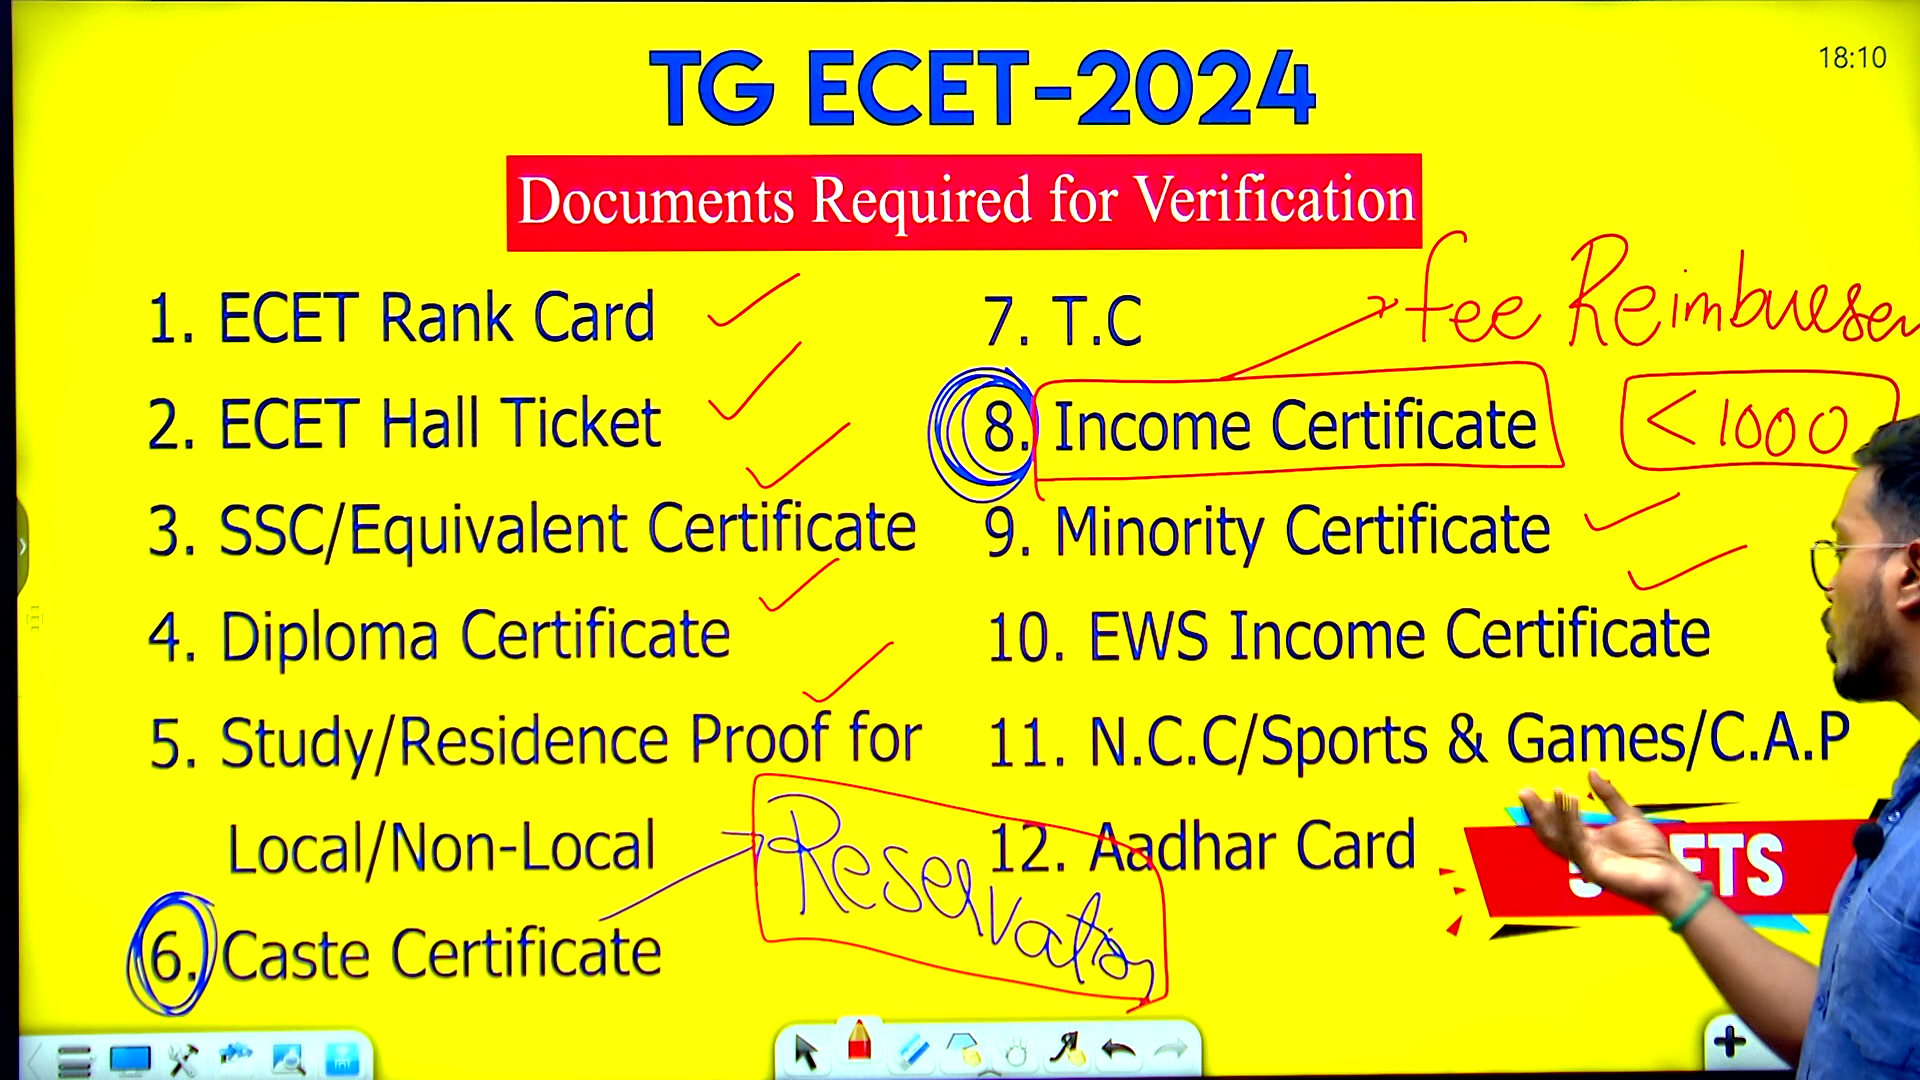 18:10
TG ECET-2024
Documents Required for Verification
1. ECET Rank Card
2. ECET Hall Ticket
3. SSC/Equivalent Certificate
4. Diploma Certificate
5. Study/Residence Proof for
Local/Non-Local
6. Caste Certificate
Reservation
7. T.C
fee
8. Income Certificate
< 1000
9. Minority Certificate
10. EWS Income Certificate
11. N.C.C/Sports & Games/C.A.P
12. Aadhar Card